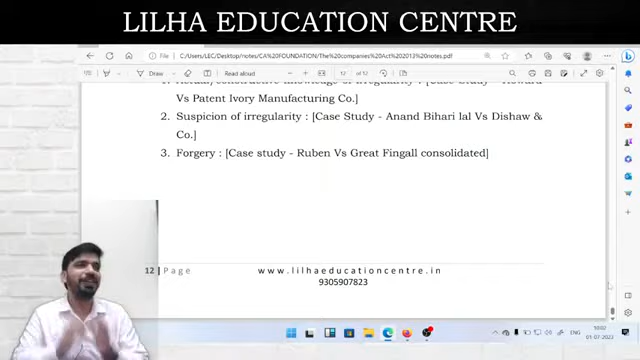 LILHA EDUCATION CENTRE
File C:/Users/LEC/Desktop/notes/CA%20FOUNDATION/The%20companies%20Act%202013%20notes.pdf
Draw Read aloud 12 of 12
Vs Patent Ivory Manufacturing Co.]
2. Suspicion of irregularity : [Case Study - Anand Bihari lal Vs Dishaw &
Co.]
3. Forgery : [Case study - Ruben Vs Great Fingall consolidated]
12 | Page www.lilhaeducationcentre.in
9305907823
ENG 10:02
01-07-2023